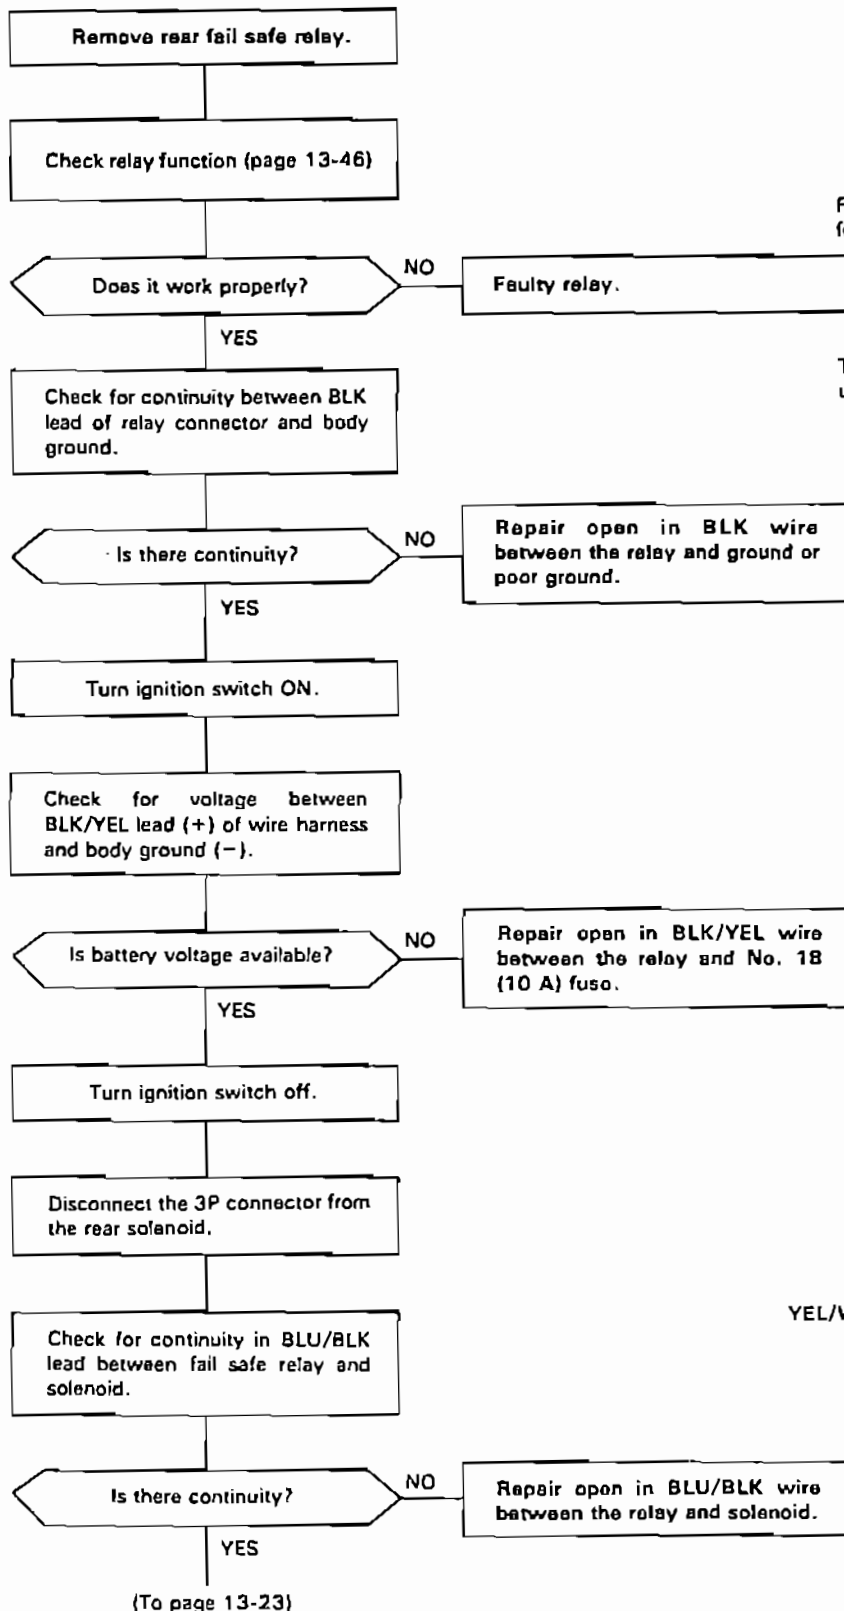 Remove rear fail safe relay.
Check relay function (page 13-46)
Does it work properly?
NO
Faulty relay.
YES
Check for continuity between BLK
lead of relay connector and body
ground.
Is there continuity?
NO
Repair open in BLK wire
between the relay and ground or
poor ground.
YES
Turn ignition switch ON.
Check for voltage between
BLK/YEL lead (+) of wire harness
and body ground (−).
Is battery voltage available?
NO
Repair open in BLK/YEL wire
between the relay and No. 18
(10 A) fuse.
YES
Turn ignition switch off.
Disconnect the 3P connector from
the rear solenoid.
YEL/
Check for continuity in BLU/BLK
lead between fail safe relay and
solenoid.
Is there continuity?
NO
Repair open in BLU/BLK wire
between the relay and solenoid.
YES
(To page 13-23)